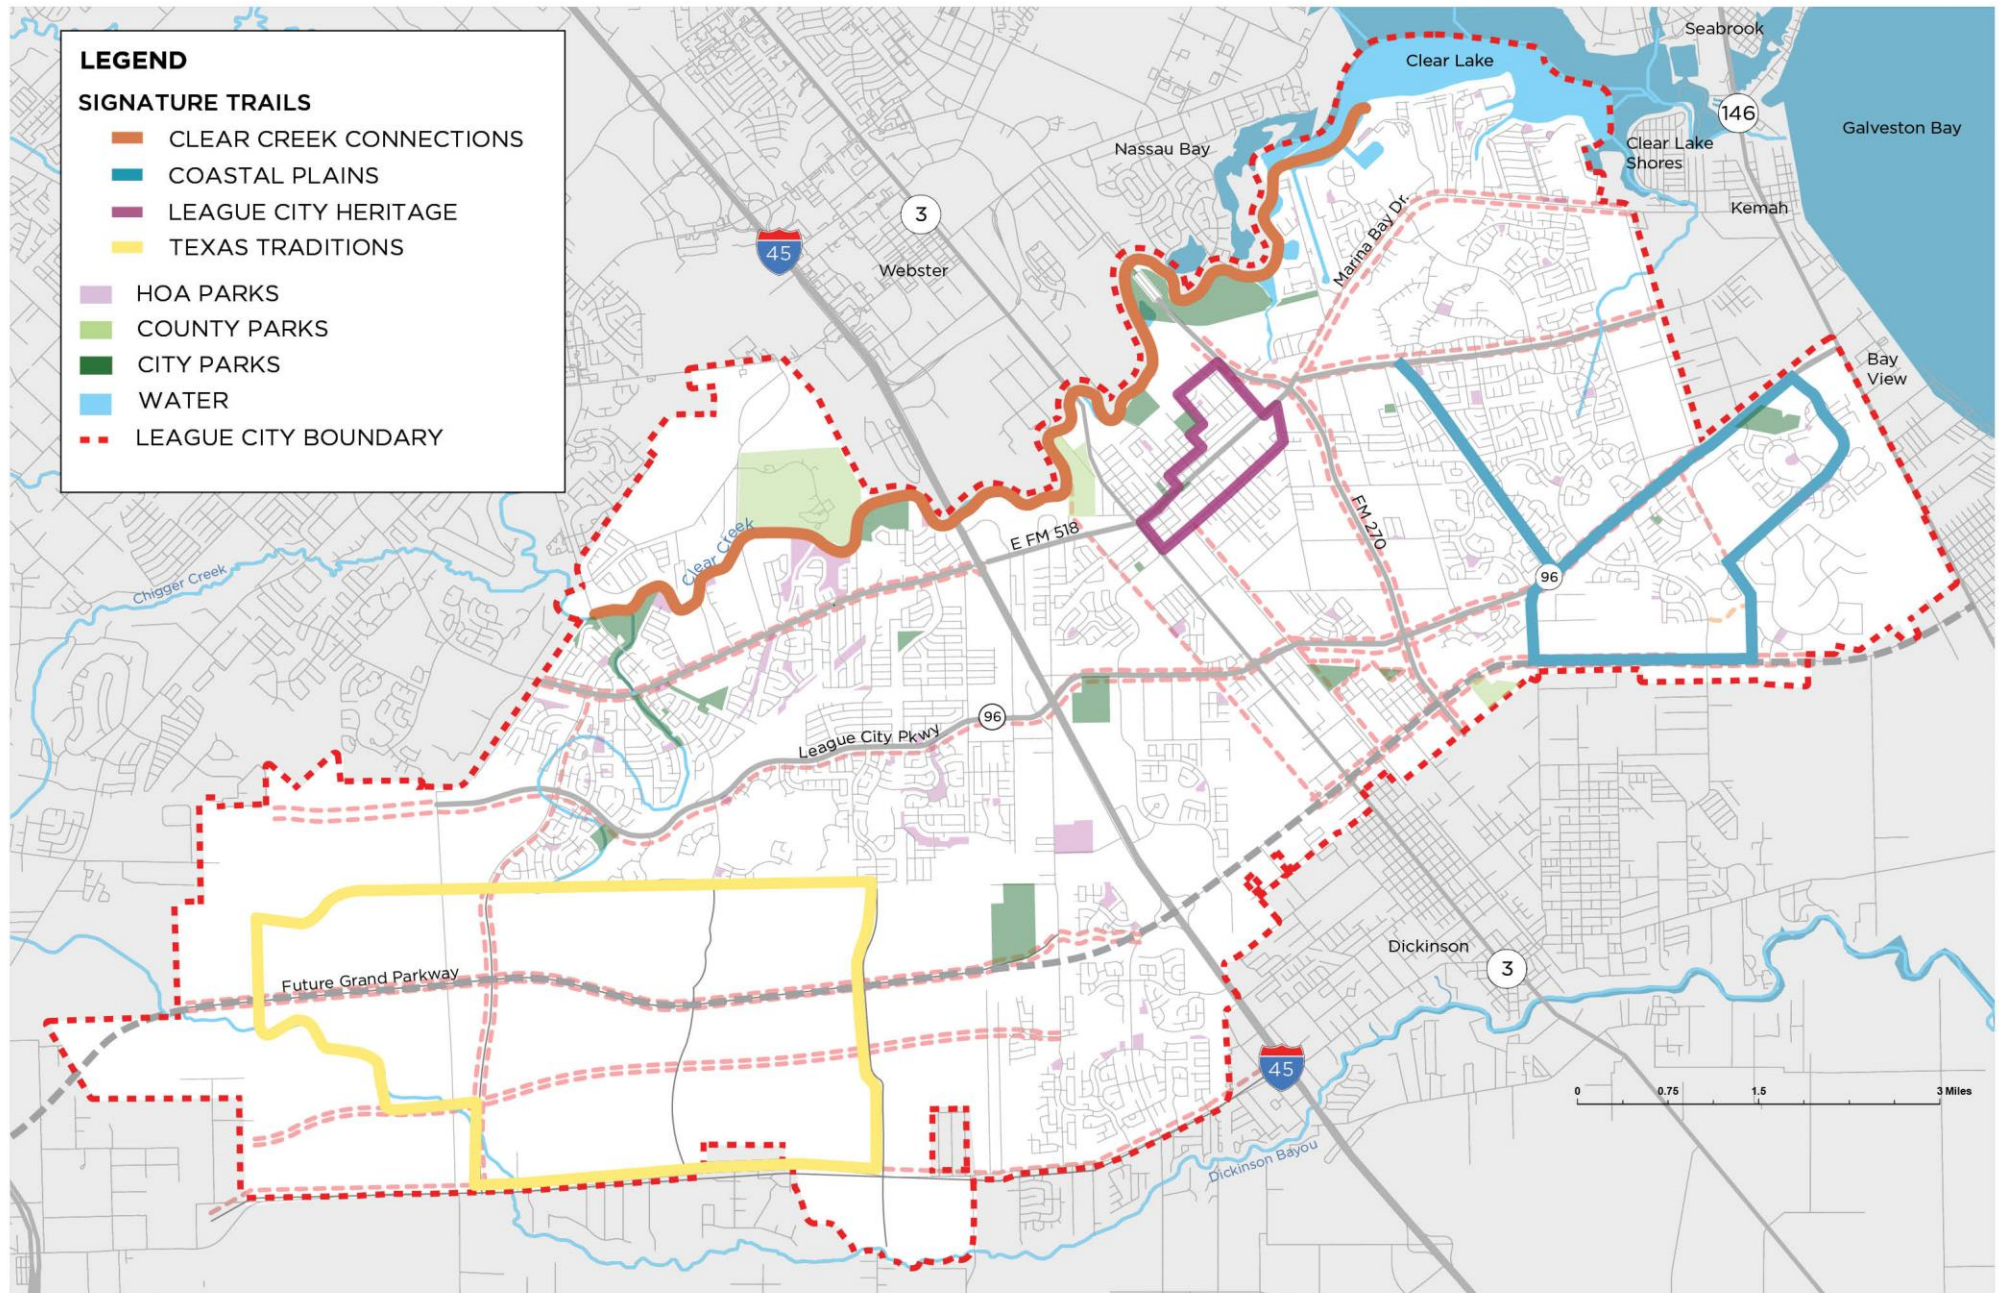 LEGEND
SIGNATURE TRAILS
CLEAR CREEK CONNECTIONS
COASTAL PLAINS
LEAGUE CITY HERITAGE
TEXAS TRADITIONS
HOA PARKS
COUNTY PARKS
CITY PARKS
WATER
LEAGUE CITY BOUNDARY
Seabrook
Clear Lake
146
Galveston Bay
Nassau Bay
Clear Lake
Shores
Kemah
3
45
Webster
Marina Bay Dr.
Bay
View
E FM 518
FM 270
Clear Creek
Chigger Creek
96
96
League City Pkwy
Future Grand Parkway
Dickinson
3
45
Dickinson Bayou
0 0.75 1.5 3 Miles